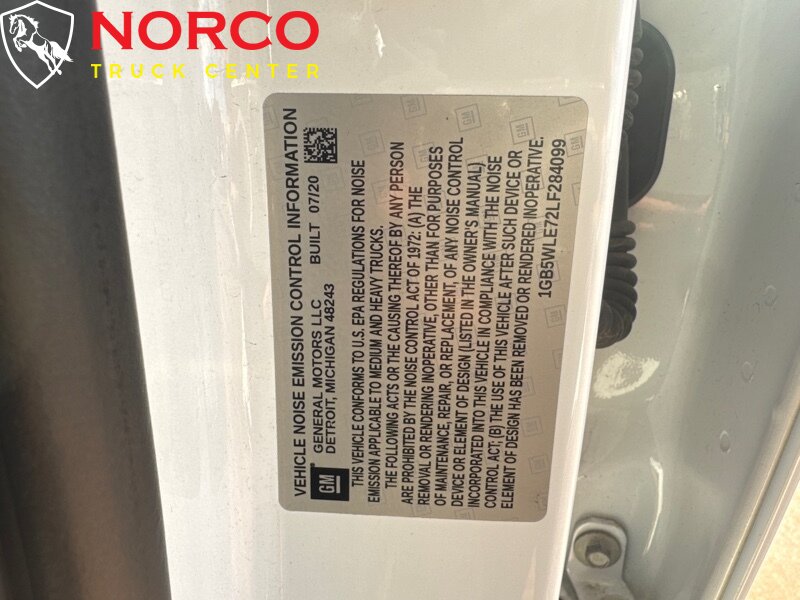 NORCO
TRUCK CENTER
VEHICLE NOISE EMISSION CONTROL INFORMATION
GM
GENERAL MOTORS LLC BUILT 07/20
DETROIT, MICHIGAN 48243
THIS VEHICLE CONFORMS TO U.S. EPA REGULATIONS FOR NOISE
EMISSION APPLICABLE TO MEDIUM AND HEAVY TRUCKS.
THE FOLLOWING ACTS OR THE CAUSING THEREOF BY ANY PERSON
ARE PROHIBITED BY THE NOISE CONTROL ACT OF 1972: (A) THE
REMOVAL OR RENDERING INOPERATIVE, OTHER THAN FOR PURPOSES
OF MAINTENANCE, REPAIR, OR REPLACEMENT, OF ANY NOISE CONTROL
DEVICE OR ELEMENT OF DESIGN (LISTED IN THE OWNER'S MANUAL)
INCORPORATED INTO THIS VEHICLE IN COMPLIANCE WITH THE NOISE
CONTROL ACT; (B) THE USE OF THIS VEHICLE AFTER SUCH DEVICE OR
ELEMENT OF DESIGN HAS BEEN REMOVED OR RENDERED INOPERATIVE.
1GB5WLE72LF284099